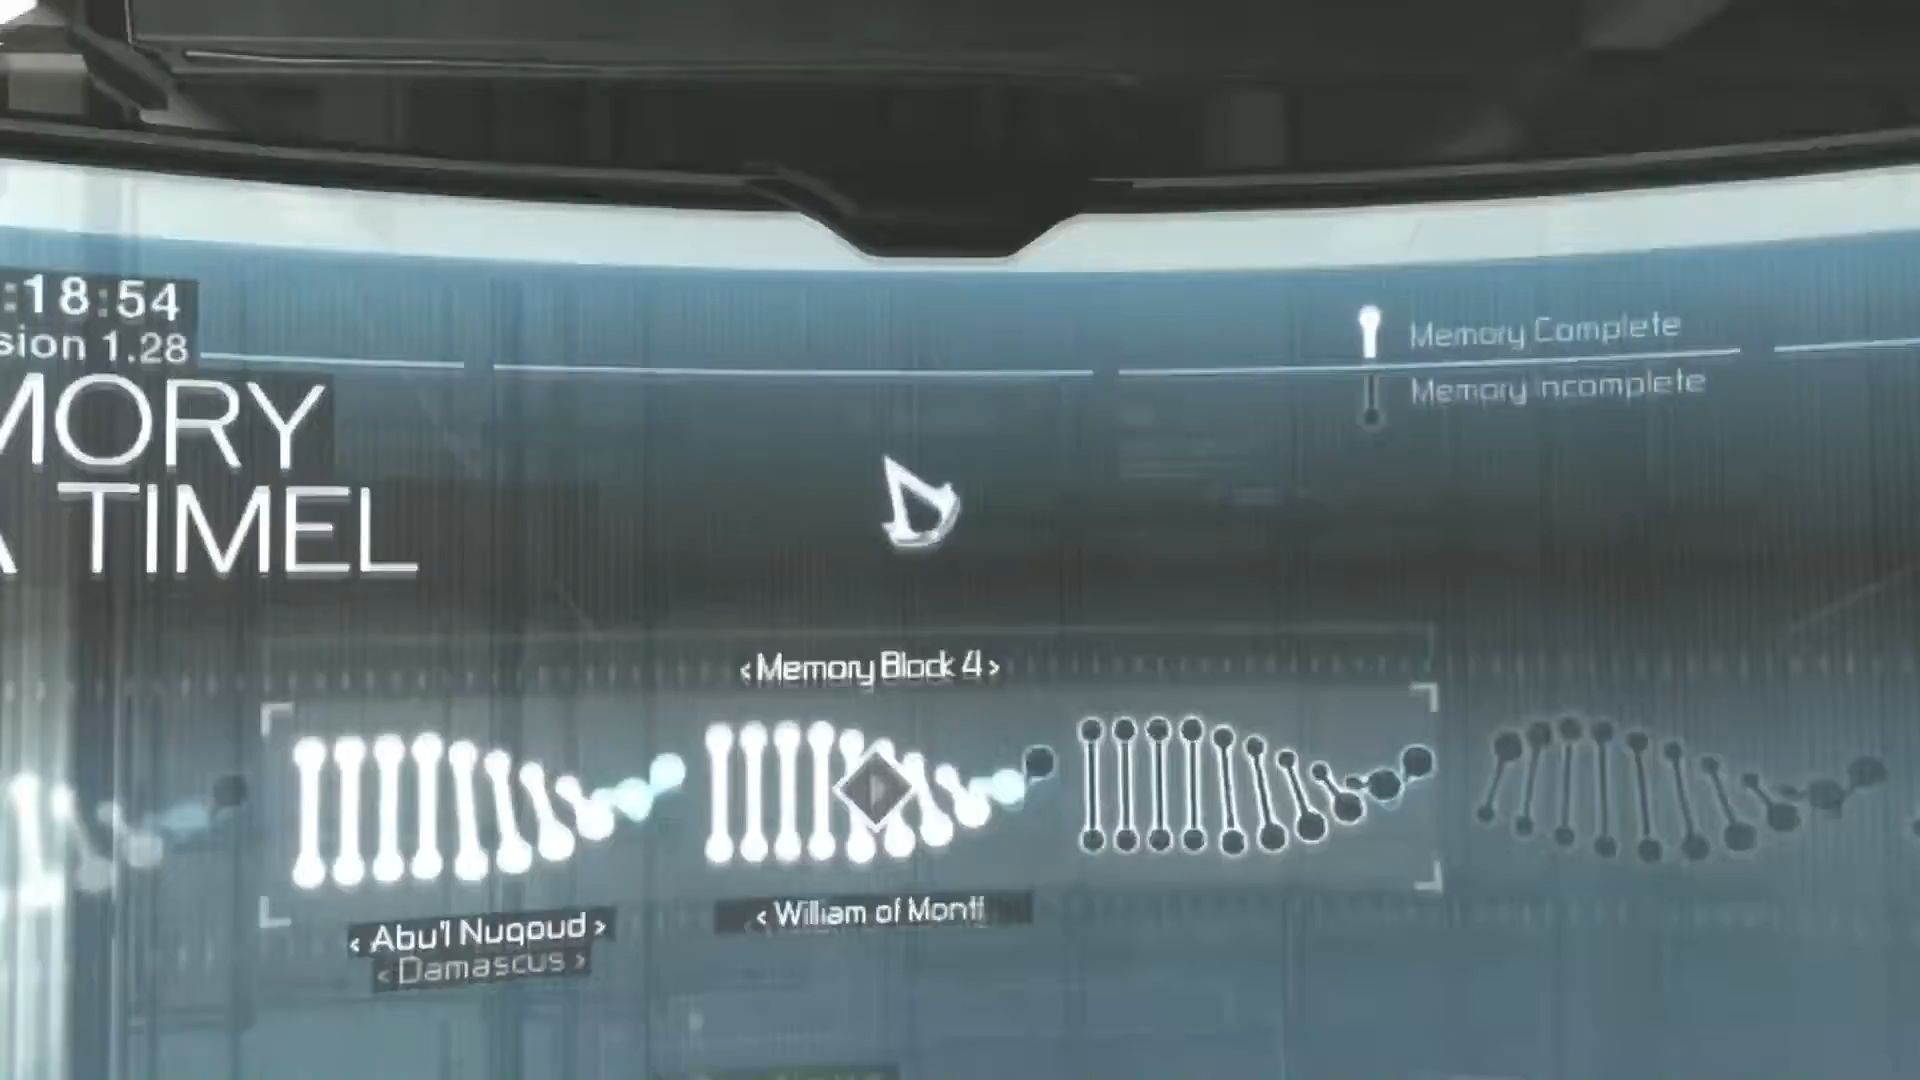 :18:54
sion 1.28
MORY
A TIMEL
Memory Complete
Memory Incomplete
<Memory Block 4>
< Abu'l Nuqoud >
< Damascus >
< William of Montf